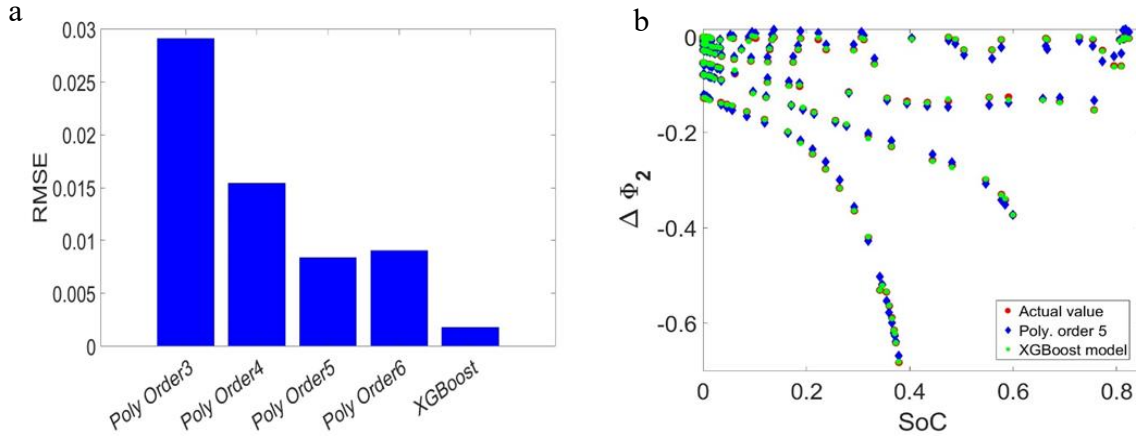 a
0.03
0.025
0.02
0.015
0.01
0.005
0
RMSE
Poly Order3
Poly Order4
Poly Order5
Poly Order6
XGBoost
b
0
-0.2
-0.4
-0.6
Δ Φ₂
0
0.2
0.4
0.6
0.8
SoC
Actual value
Poly. order 5
XGBoost model